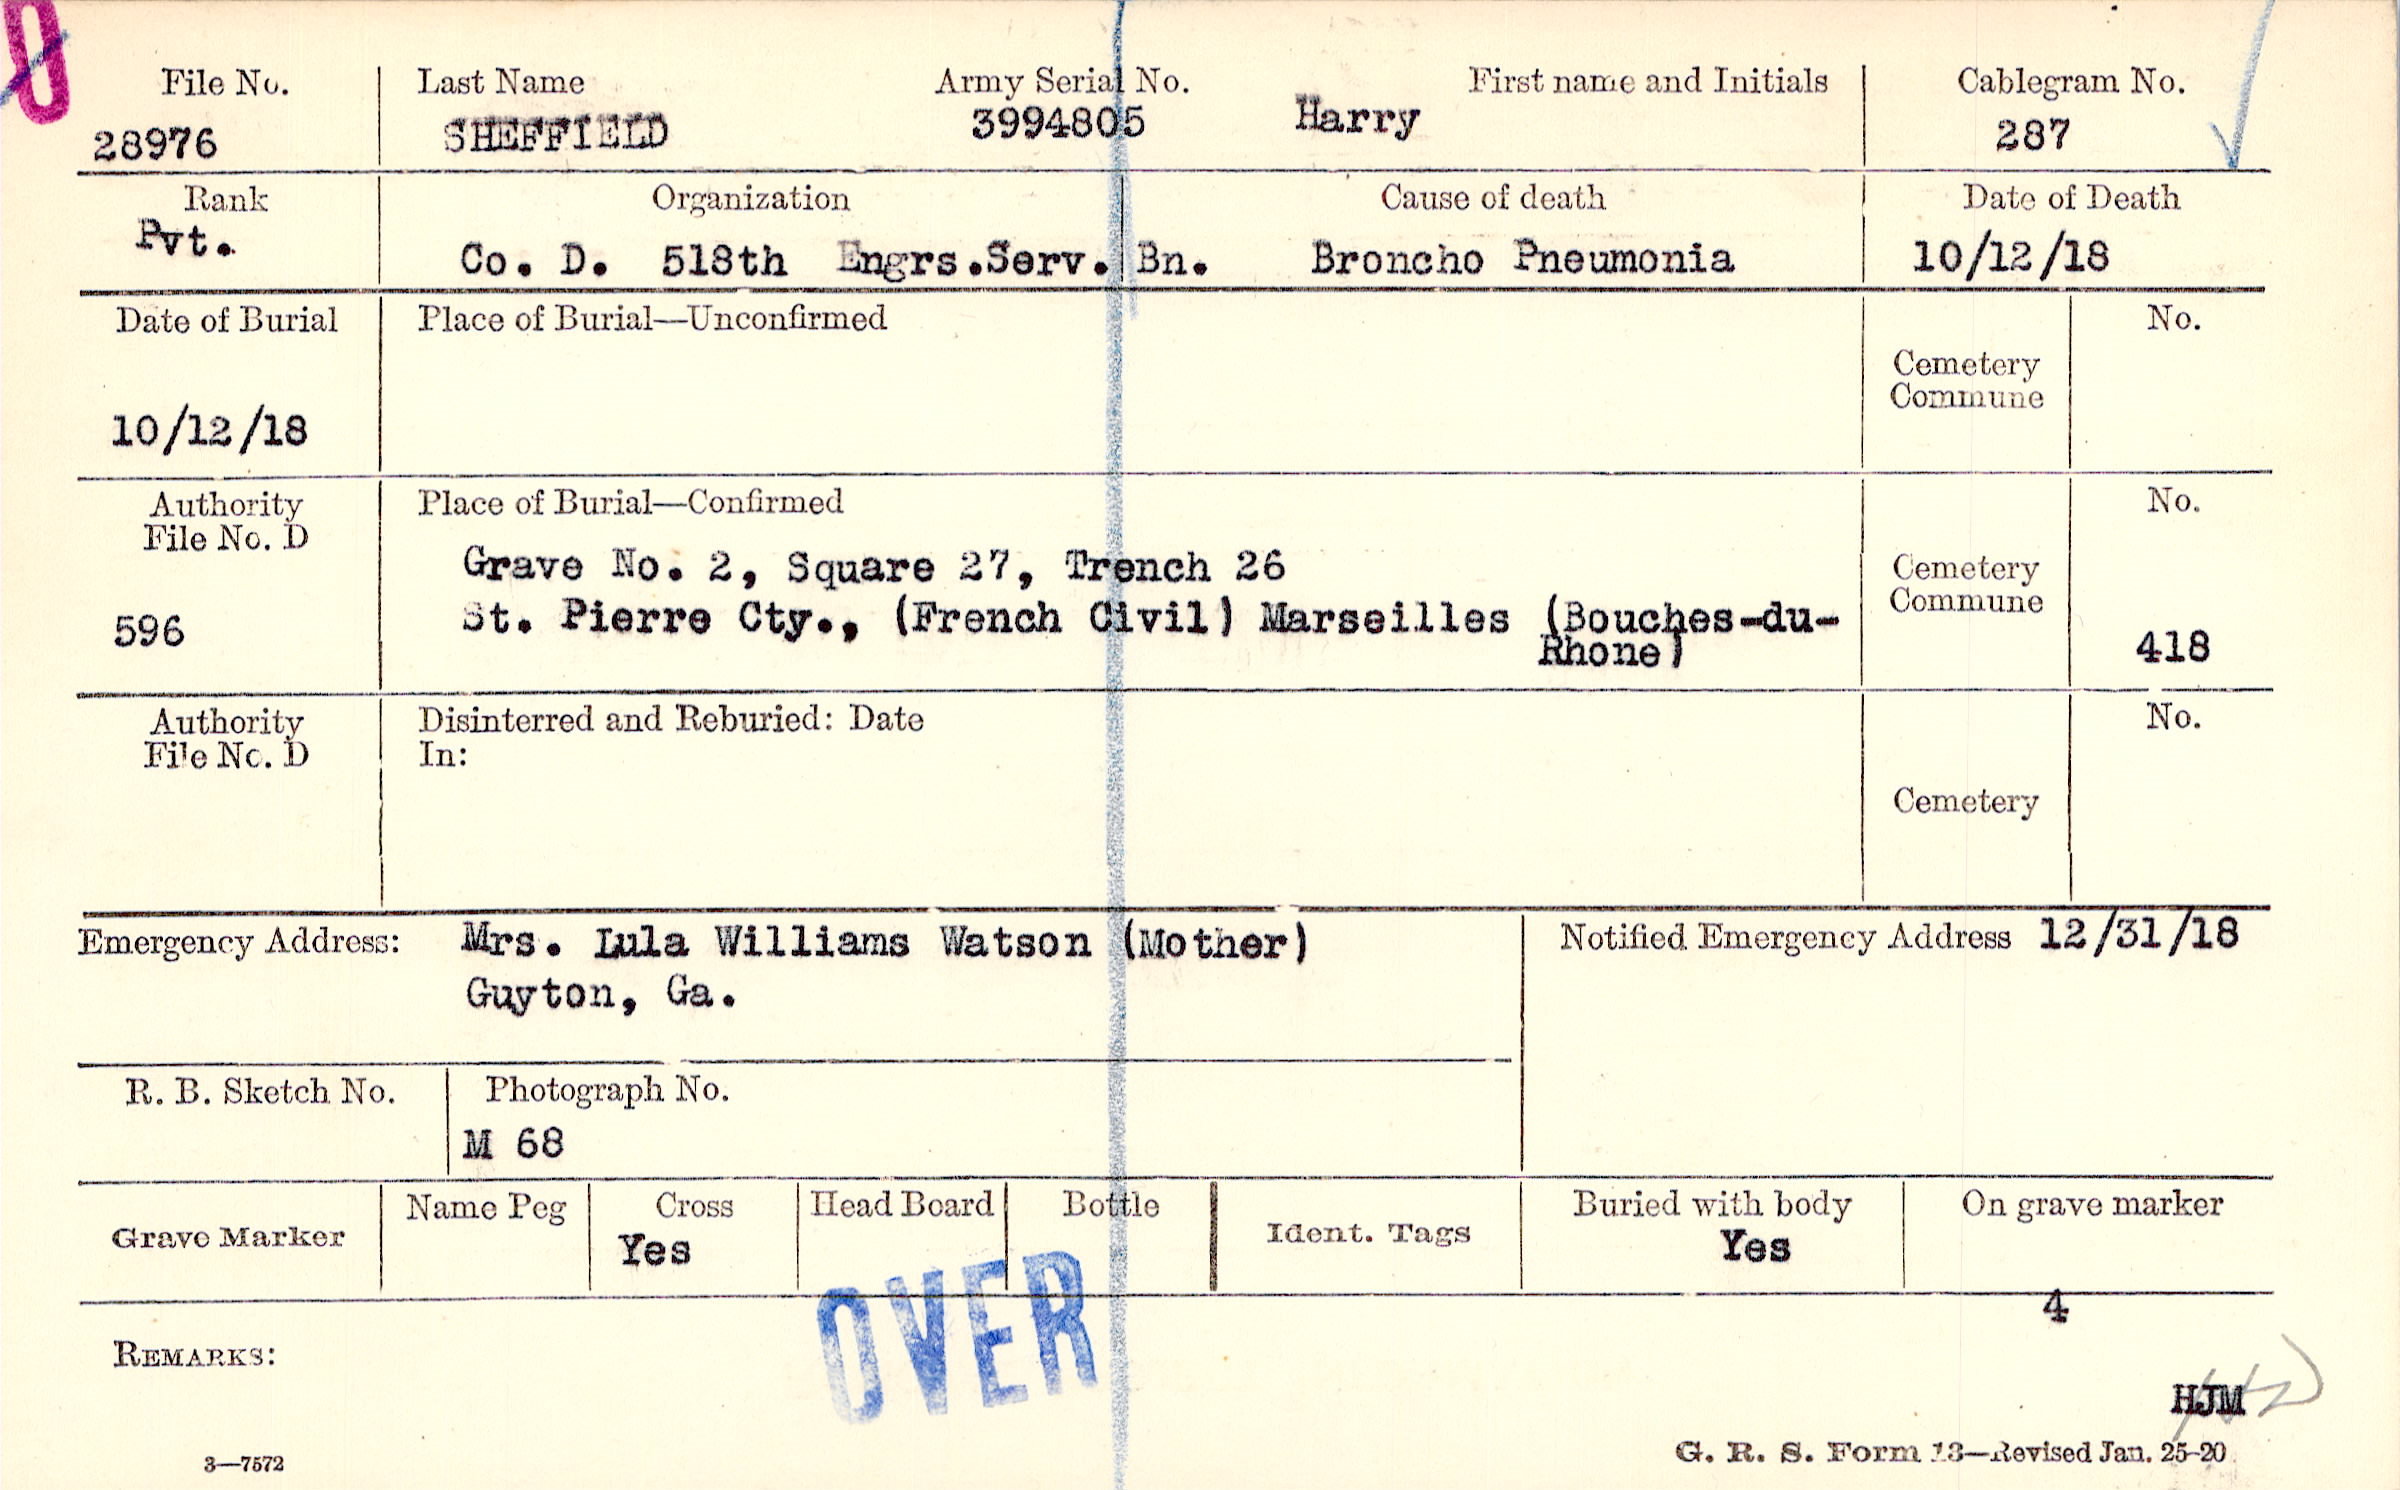 0
File No. Last Name Army Serial No. First name and Initials Cablegram No.
28976 SHEFFIELD 3994805 Harry 287
Rank Organization Cause of death Date of Death
Pvt. Co. D. 518th Engrs.Serv. Bn. Broncho Pneumonia 10/12/18
Date of Burial Place of Burial—Unconfirmed No.
Cemetery
Commune
10/12/18
Authority Place of Burial—Confirmed No.
File No. D
Grave No. 2, Square 27, Trench 26 Cemetery
596 St. Pierre Cty., (French Civil) Marseilles (Bouches-du- Commune
Rhone) 418
Authority Disinterred and Reburied: Date No.
File No. D In:
Cemetery
Emergency Address: Mrs. Lula Williams Watson (Mother) Notified Emergency Address 12/31/18
Guyton, Ga.
R. B. Sketch No. Photograph No.
M 68
Grave Marker Name Peg Cross Head Board Bottle Ident. Tags Buried with body On grave marker
Yes Yes
4
OVER
REMARKS:
HJM
3—7572 G. R. S. Form 13—Revised Jan. 25-20